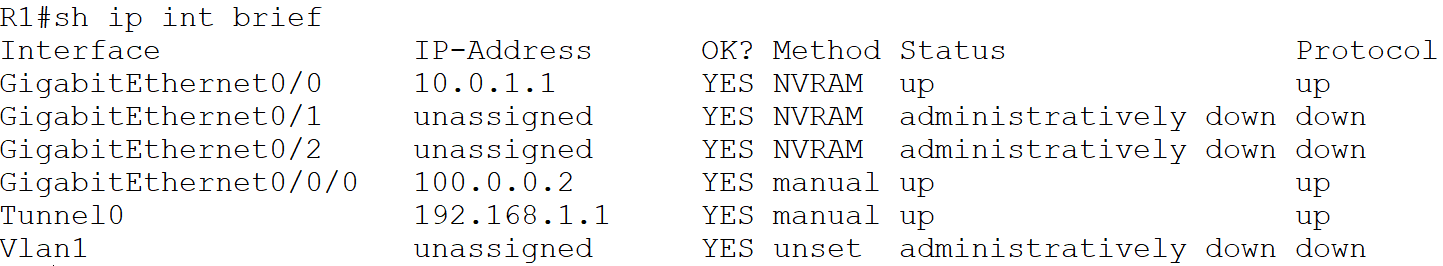 R1#sh ip int brief
Interface IP-Address OK? Method Status Protocol
GigabitEthernet0/0 10.0.1.1 YES NVRAM up up
GigabitEthernet0/1 unassigned YES NVRAM administratively down down
GigabitEthernet0/2 unassigned YES NVRAM administratively down down
GigabitEthernet0/0/0 100.0.0.2 YES manual up up
Tunnel0 192.168.1.1 YES manual up up
Vlan1 unassigned YES unset administratively down down